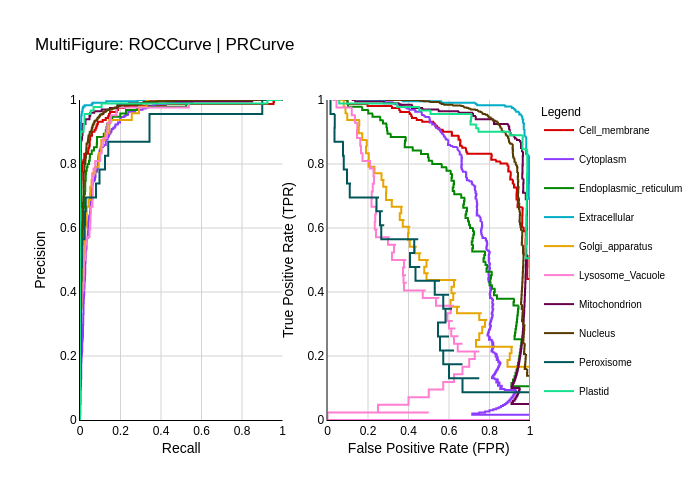 MultiFigure: ROCCurve | PRCurve
1
0.8
0.6
0.4
0.2
0
Precision
0 0.2 0.4 0.6 0.8 1
Recall
1
0.8
0.6
0.4
0.2
0
True Positive Rate (TPR)
0 0.2 0.4 0.6 0.8 1
False Positive Rate (FPR)
Legend
Cell_membrane
Cytoplasm
Endoplasmic_reticulum
Extracellular
Golgi_apparatus
Lysosome_Vacuole
Mitochondrion
Nucleus
Peroxisome
Plastid